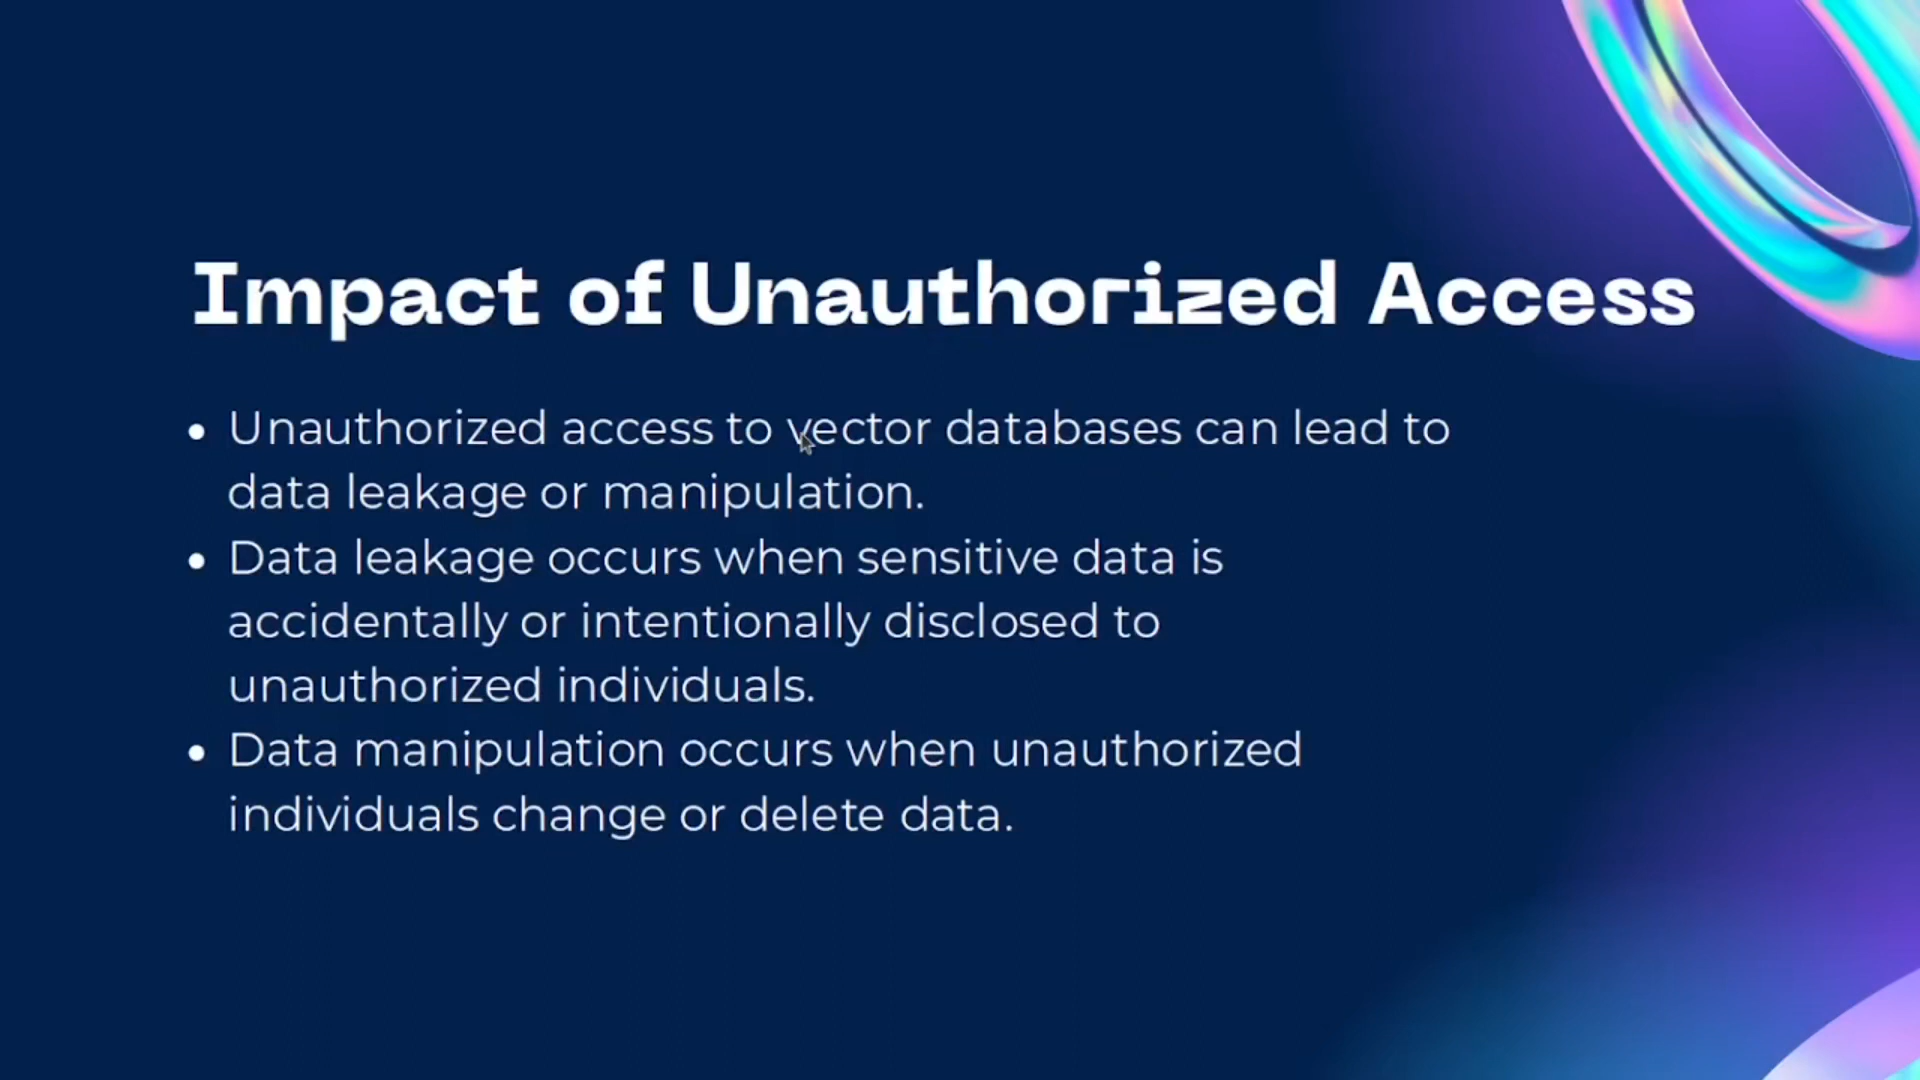 Impact of Unauthorized Access
• Unauthorized access to vector databases can lead to
data leakage or manipulation.
• Data leakage occurs when sensitive data is
accidentally or intentionally disclosed to
unauthorized individuals.
• Data manipulation occurs when unauthorized
individuals change or delete data.